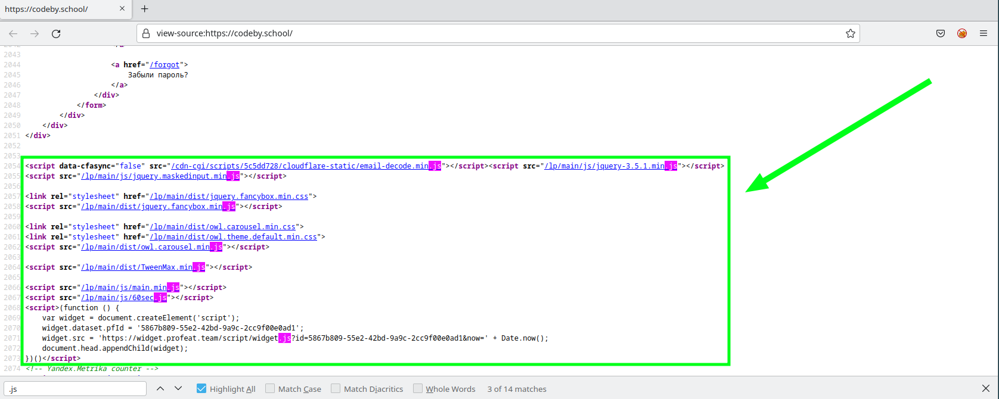 https://codeby.school/
view-source:https://codeby.school/
2043
2044 <a href="/forgot">
2045 Забыли пароль?
2046 </a>
2047 </div>
2048 </form>
2049 </div>
2050 </div>
2051 </div>
2052
2053
2054 <script data-cfasync="false" src="/cdn-cgi/scripts/5c5dd728/cloudflare-static/email-decode.min.js"></script><script src="/lp/main/js/jquery-3.5.1.min.js"></script>
2055 <script src="/lp/main/js/jquery.maskedinput.min.js"></script>
2056
2057 <link rel="stylesheet" href="/lp/main/dist/jquery.fancybox.min.css">
2058 <script src="/lp/main/dist/jquery.fancybox.min.js"></script>
2059
2060 <link rel="stylesheet" href="/lp/main/dist/owl.carousel.min.css">
2061 <link rel="stylesheet" href="/lp/main/dist/owl.theme.default.min.css">
2062 <script src="/lp/main/dist/owl.carousel.min.js"></script>
2063
2064 <script src="/lp/main/dist/TweenMax.min.js"></script>
2065
2066 <script src="/lp/main/js/main.min.js"></script>
2067 <script src="/lp/main/js/60sec.js"></script>
2068 <script>(function () {
2069 var widget = document.createElement('script');
2070 widget.dataset.pfId = '5867b809-55e2-42bd-9a9c-2cc9f00e0ad1';
2071 widget.src = 'https://widget.profeat.team/script/widget.js?id=5867b809-55e2-42bd-9a9c-2cc9f00e0ad1&now=' + Date.now();
2072 document.head.appendChild(widget);
2073 })()</script>
2074 <!-- Yandex.Metrika counter -->
.js Highlight All Match Case Match Diacritics Whole Words 3 of 14 matches